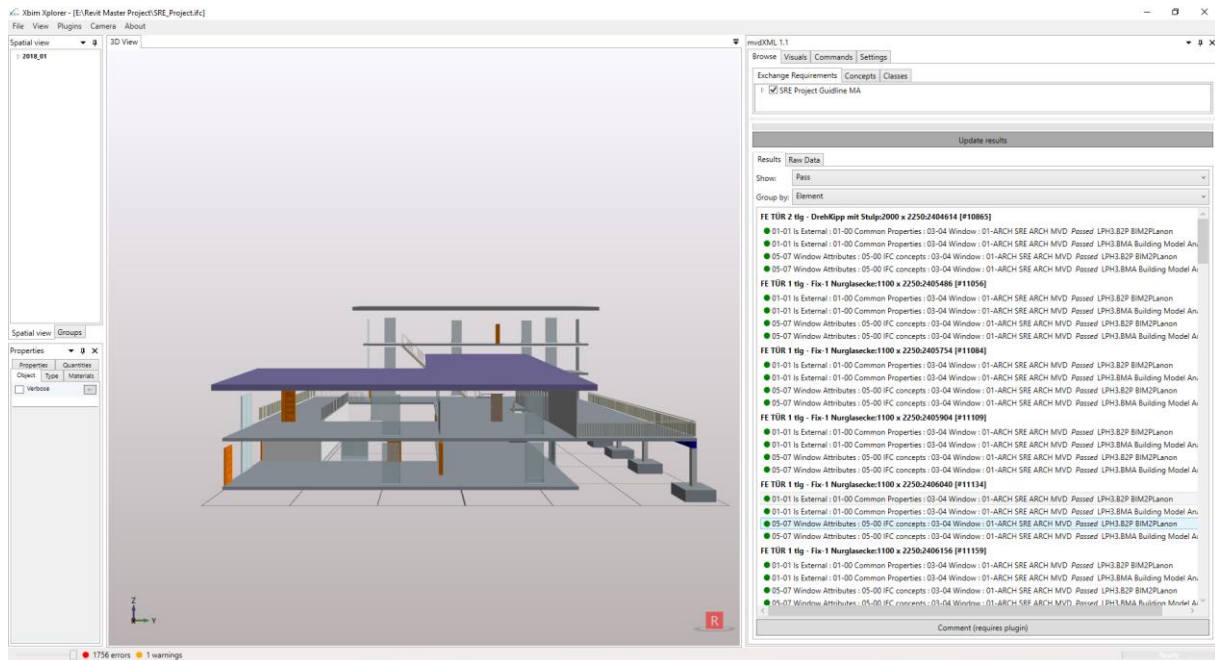 Xbim Xplorer - [E:\Revit Master Project\SRE_Project.ifc]
File View Plugins Camera About
Spatial view
2018_01
Spatial view Groups
Properties
Properties Quantities
Object Type Materials
Verbose
3D View
Z
Y
R
mvdXML 1.1
Browse Visuals Commands Settings
Exchange Requirements Concepts Classes
SRE Project Guidline MA
Update results
Results Raw Data
Show: Pass
Group by: Element
FE TÜR 2 tlg - DrehKipp mit Stulp:2000 x 2250:2404614 [#10865]
01-01 Is External : 01-00 Common Properties : 03-04 Window : 01-ARCH SRE ARCH MVD Passed LPH3.B2P BIM2PLanon
01-01 Is External : 01-00 Common Properties : 03-04 Window : 01-ARCH SRE ARCH MVD Passed LPH3.BMA Building Model Ana
05-07 Window Attributes : 05-00 IFC concepts : 03-04 Window : 01-ARCH SRE ARCH MVD Passed LPH3.B2P BIM2PLanon
05-07 Window Attributes : 05-00 IFC concepts : 03-04 Window : 01-ARCH SRE ARCH MVD Passed LPH3.BMA Building Model A
FE TÜR 1 tlg - Fix-1 Nurglasecke:1100 x 2250:2405486 [#11056]
01-01 Is External : 01-00 Common Properties : 03-04 Window : 01-ARCH SRE ARCH MVD Passed LPH3.B2P BIM2PLanon
01-01 Is External : 01-00 Common Properties : 03-04 Window : 01-ARCH SRE ARCH MVD Passed LPH3.BMA Building Model Ana
05-07 Window Attributes : 05-00 IFC concepts : 03-04 Window : 01-ARCH SRE ARCH MVD Passed LPH3.B2P BIM2PLanon
05-07 Window Attributes : 05-00 IFC concepts : 03-04 Window : 01-ARCH SRE ARCH MVD Passed LPH3.BMA Building Model A
FE TÜR 1 tlg - Fix-1 Nurglasecke:1100 x 2250:2405754 [#11084]
01-01 Is External : 01-00 Common Properties : 03-04 Window : 01-ARCH SRE ARCH MVD Passed LPH3.B2P BIM2PLanon
01-01 Is External : 01-00 Common Properties : 03-04 Window : 01-ARCH SRE ARCH MVD Passed LPH3.BMA Building Model Ana
05-07 Window Attributes : 05-00 IFC concepts : 03-04 Window : 01-ARCH SRE ARCH MVD Passed LPH3.B2P BIM2PLanon
05-07 Window Attributes : 05-00 IFC concepts : 03-04 Window : 01-ARCH SRE ARCH MVD Passed LPH3.BMA Building Model A
FE TÜR 1 tlg - Fix-1 Nurglasecke:1100 x 2250:2405904 [#11109]
01-01 Is External : 01-00 Common Properties : 03-04 Window : 01-ARCH SRE ARCH MVD Passed LPH3.B2P BIM2PLanon
01-01 Is External : 01-00 Common Properties : 03-04 Window : 01-ARCH SRE ARCH MVD Passed LPH3.BMA Building Model Ana
05-07 Window Attributes : 05-00 IFC concepts : 03-04 Window : 01-ARCH SRE ARCH MVD Passed LPH3.B2P BIM2PLanon
05-07 Window Attributes : 05-00 IFC concepts : 03-04 Window : 01-ARCH SRE ARCH MVD Passed LPH3.BMA Building Model A
FE TÜR 1 tlg - Fix-1 Nurglasecke:1100 x 2250:2406040 [#11134]
01-01 Is External : 01-00 Common Properties : 03-04 Window : 01-ARCH SRE ARCH MVD Passed LPH3.B2P BIM2PLanon
01-01 Is External : 01-00 Common Properties : 03-04 Window : 01-ARCH SRE ARCH MVD Passed LPH3.BMA Building Model Ana
05-07 Window Attributes : 05-00 IFC concepts : 03-04 Window : 01-ARCH SRE ARCH MVD Passed LPH3.B2P BIM2PLanon
05-07 Window Attributes : 05-00 IFC concepts : 03-04 Window : 01-ARCH SRE ARCH MVD Passed LPH3.BMA Building Model A
FE TÜR 1 tlg - Fix-1 Nurglasecke:1100 x 2250:2406156 [#11159]
01-01 Is External : 01-00 Common Properties : 03-04 Window : 01-ARCH SRE ARCH MVD Passed LPH3.B2P BIM2PLanon
01-01 Is External : 01-00 Common Properties : 03-04 Window : 01-ARCH SRE ARCH MVD Passed LPH3.BMA Building Model Ana
05-07 Window Attributes : 05-00 IFC concepts : 03-04 Window : 01-ARCH SRE ARCH MVD Passed LPH3.B2P BIM2PLanon
05-07 Window Attributes : 05-00 IFC concepts : 03-04 Window : 01-ARCH SRE ARCH MVD Passed LPH3.BMA Building Model A
Comment (requires plugin)
1756 errors 1 warnings